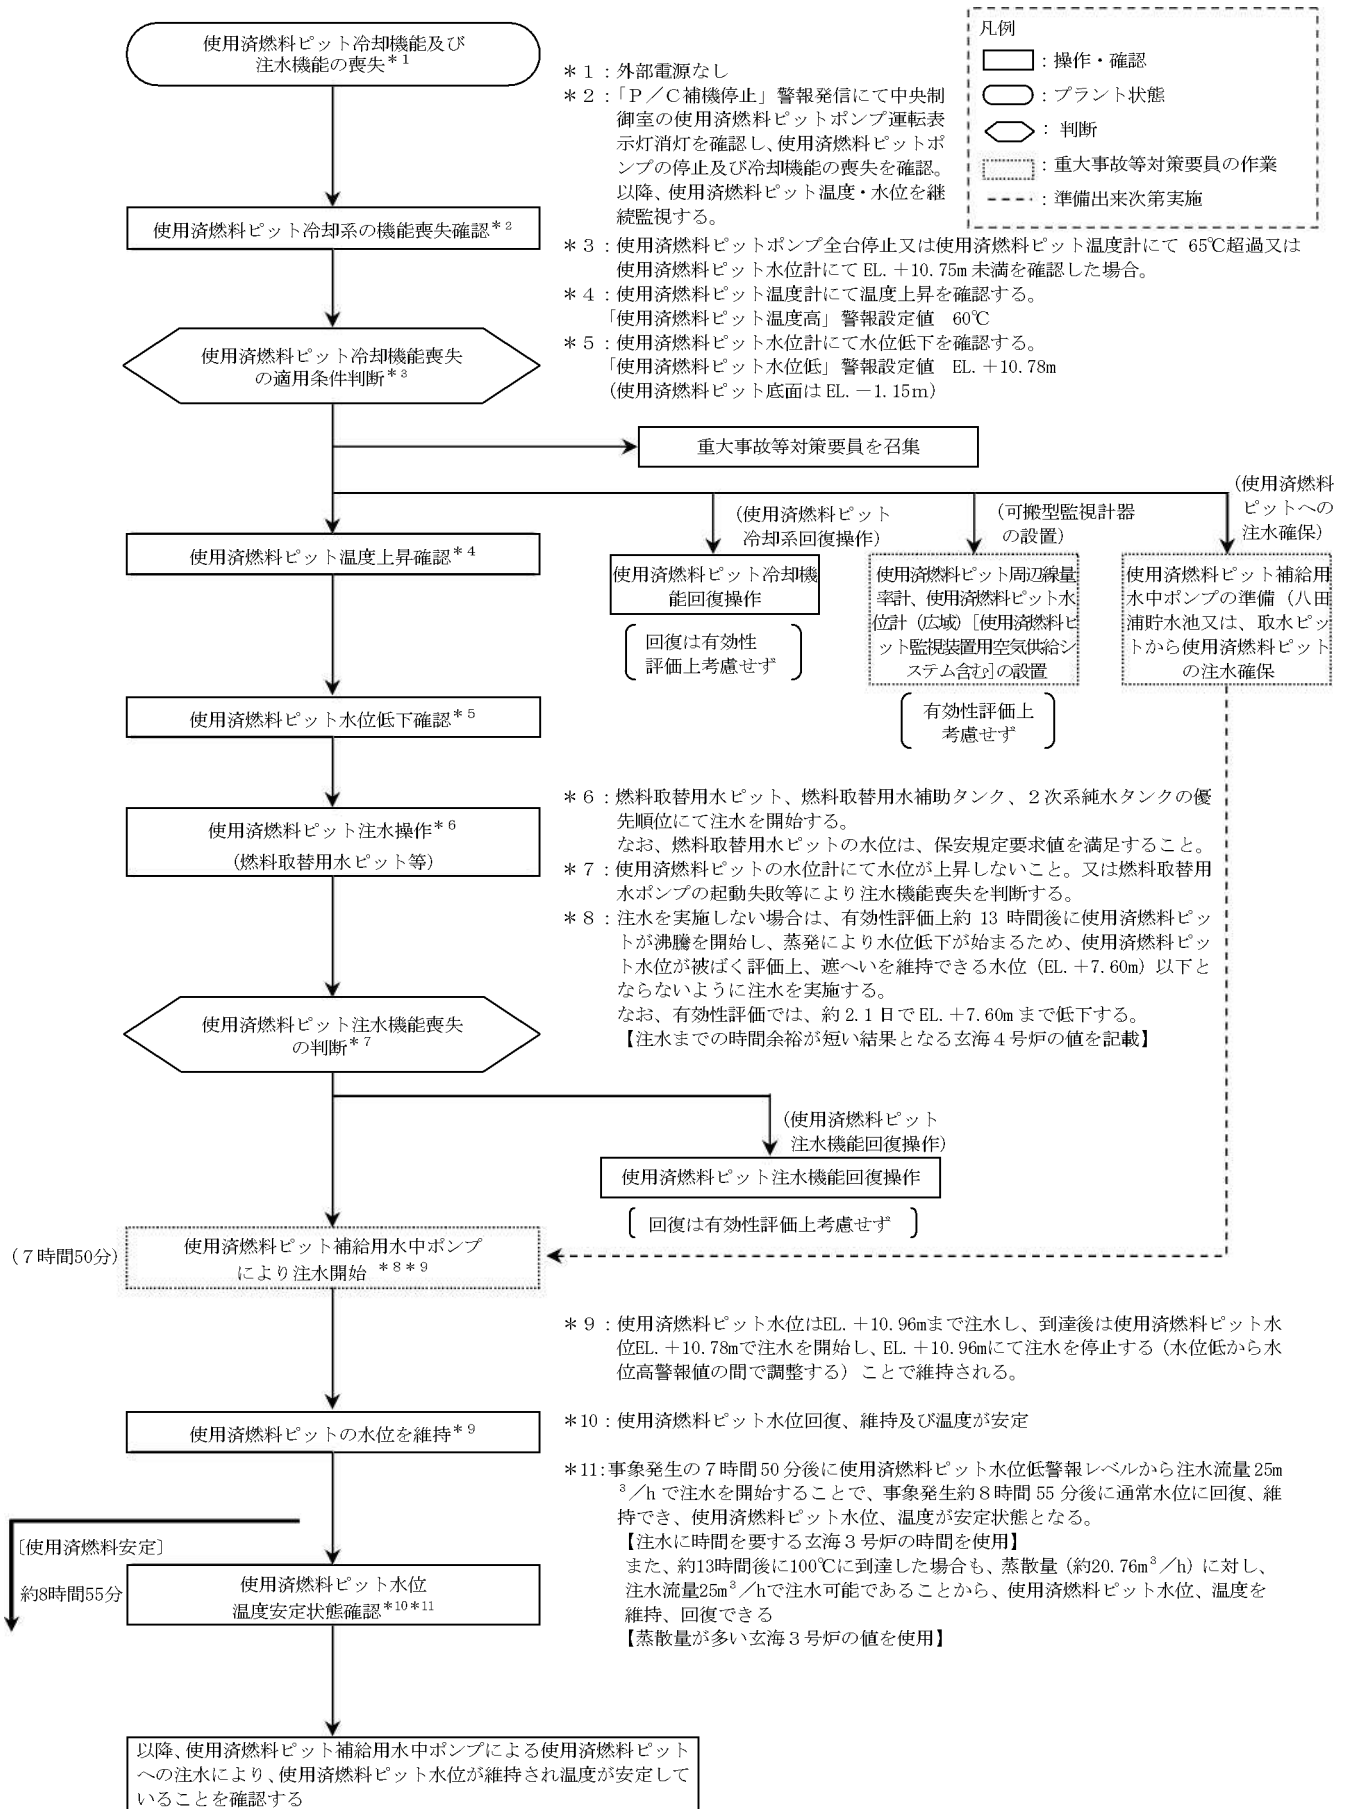 使用済燃料ピット冷却機能及び
注水機能の喪失＊1
凡例
：操作・確認
：プラント状態
：判断
：重大事故等対策要員の作業
：準備出来次第実施
＊１：外部電源なし
＊２：「Ｐ／Ｃ補機停止」警報発信にて中央制
御室の使用済燃料ピットポンプ運転表
示灯消灯を確認し、使用済燃料ピットポ
ンプの停止及び冷却機能の喪失を確認。
以降、使用済燃料ピット温度・水位を継
続監視する。
使用済燃料ピット冷却系の機能喪失確認＊2
＊３：使用済燃料ピットポンプ全台停止又は使用済燃料ピット温度計にて 65℃超過又は
使用済燃料ピット水位計にて EL.＋10.75m 未満を確認した場合。
＊４：使用済燃料ピット温度計にて温度上昇を確認する。
「使用済燃料ピット温度高」警報設定値　60℃
＊５：使用済燃料ピット水位計にて水位低下を確認する。
「使用済燃料ピット水位低」警報設定値　EL.＋10.78m
（使用済燃料ピット底面は EL.－1.15ｍ）
使用済燃料ピット冷却機能喪失
の適用条件判断＊3
重大事故等対策要員を召集
（使用済燃料ピット
冷却系回復操作）
（可搬型監視計器
の設置）
（使用済燃料
ピットへの
注水確保）
使用済燃料ピット温度上昇確認＊4
使用済燃料ピット冷却機
能回復操作
回復は有効性
評価上考慮せず
使用済燃料ピット周辺線量
率計、使用済燃料ピット水
位計（広域）［使用済燃料ピ
ット監視装置用空気供給シ
ステム含む］の設置
有効性評価上
考慮せず
使用済燃料ピット補給用
水中ポンプの準備（八田
浦貯水池又は、取水ピッ
トから使用済燃料ピット
の注水確保
使用済燃料ピット水位低下確認＊5
使用済燃料ピット注水操作＊6
（燃料取替用水ピット等）
＊６：燃料取替用水ピット、燃料取替用水補助タンク、２次系純水タンクの優
先順位にて注水を開始する。
なお、燃料取替用水ピットの水位は、保安規定要求値を満足すること。
＊７：使用済燃料ピットの水位計にて水位が上昇しないこと。又は燃料取替用
水ポンプの起動失敗等により注水機能喪失を判断する。
＊８：注水を実施しない場合は、有効性評価上約 13 時間後に使用済燃料ピッ
トが沸騰を開始し、蒸発により水位低下が始まるため、使用済燃料ピッ
ト水位が被ばく評価上、遮へいを維持できる水位（EL.＋7.60m）以下と
ならないように注水を実施する。
なお、有効性評価では、約 2.1 日で EL.＋7.60m まで低下する。
【注水までの時間余裕が短い結果となる玄海４号炉の値を記載】
使用済燃料ピット注水機能喪失
の判断＊7
（使用済燃料ピット
注水機能回復操作）
使用済燃料ピット注水機能回復操作
回復は有効性評価上考慮せず
（７時間50分）
使用済燃料ピット補給用水中ポンプ
により注水開始 ＊8＊9
＊９：使用済燃料ピット水位はEL.＋10.96mまで注水し、到達後は使用済燃料ピット水
位EL.＋10.78mで注水を開始し、EL.＋10.96mにて注水を停止する（水位低から水
位高警報値の間で調整する）ことで維持される。
使用済燃料ピットの水位を維持＊9
＊10：使用済燃料ピット水位回復、維持及び温度が安定
＊11：事象発生の７時間 50 分後に使用済燃料ピット水位低警報レベルから注水流量 25m
³／h で注水を開始することで、事象発生約８時間 55 分後に通常水位に回復、維
持でき、使用済燃料ピット水位、温度が安定状態となる。
【注水に時間を要する玄海３号炉の時間を使用】
また、約13時間後に100℃に到達した場合も、蒸散量（約20.76m³／h）に対し、
注水流量25m³／hで注水可能であることから、使用済燃料ピット水位、温度を
維持、回復できる
【蒸散量が多い玄海３号炉の値を使用】
〔使用済燃料安定〕
約8時間55分
使用済燃料ピット水位
温度安定状態確認＊10＊11
以降、使用済燃料ピット補給用水中ポンプによる使用済燃料ピット
への注水により、使用済燃料ピット水位が維持され温度が安定して
いることを確認する